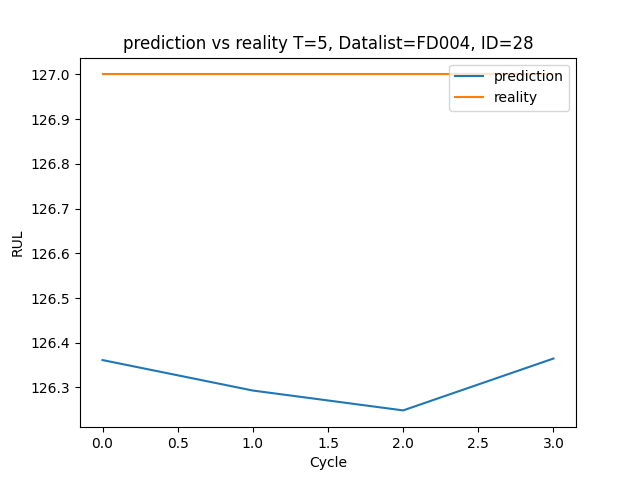 prediction vs reality T=5, Datalist=FD004, ID=28
127.0
126.9
126.8
126.7
126.6
126.5
126.4
126.3
RUL
prediction
reality
0.0 0.5 1.0 1.5 2.0 2.5 3.0
Cycle